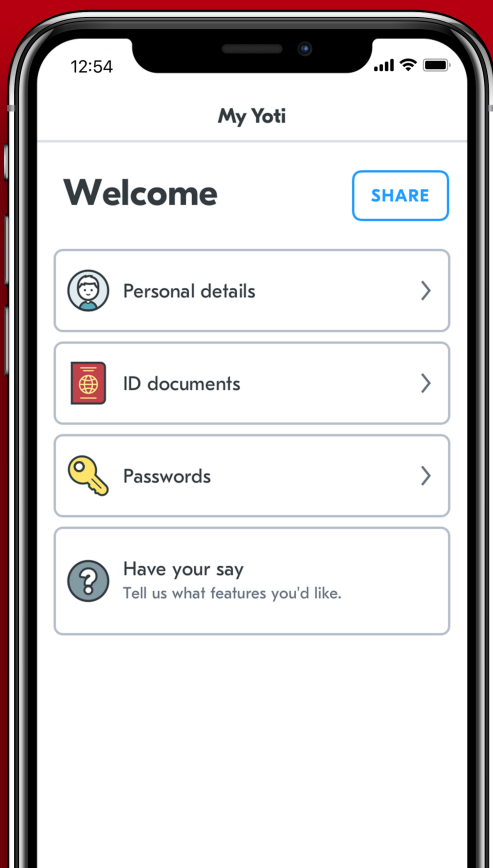 12:54
My Yoti
Welcome
SHARE
Personal details
ID documents
Passwords
Have your say
Tell us what features you'd like.